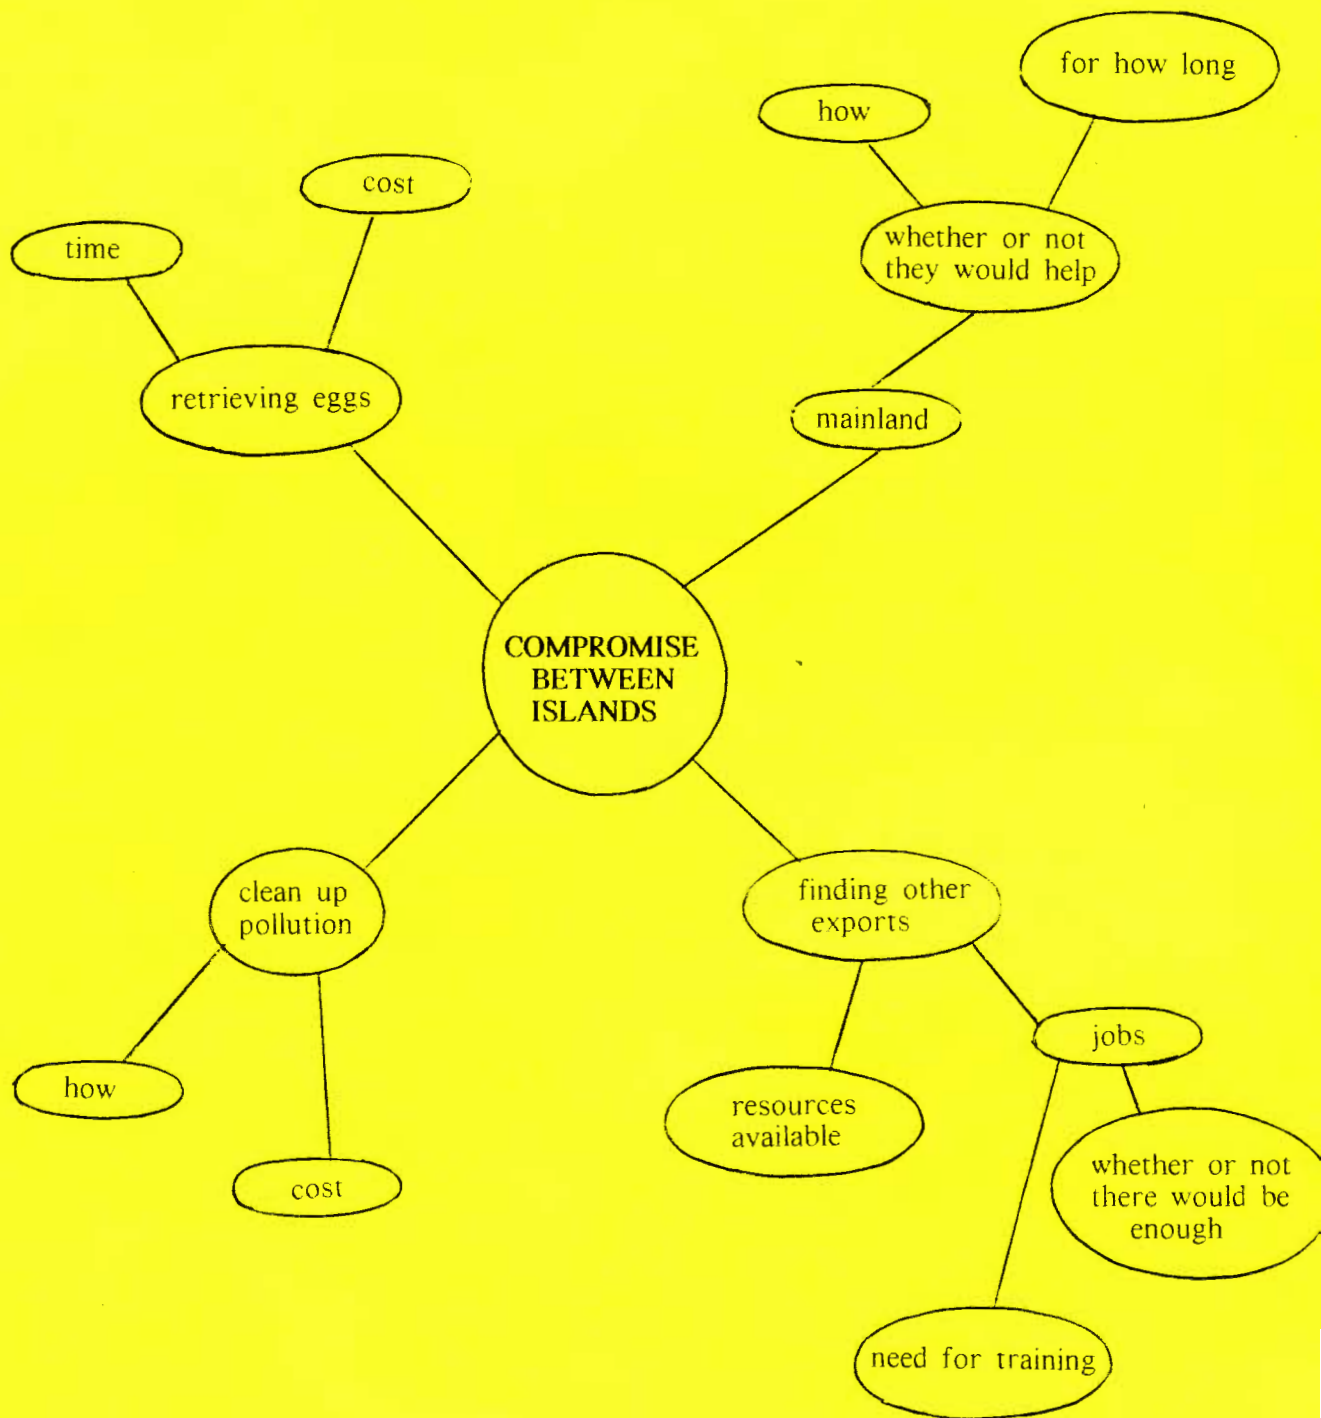 for how long
how
cost
whether or not
they would help
time
retrieving eggs
mainland
COMPROMISE
BETWEEN
ISLANDS
clean up
pollution
finding other
exports
jobs
how
resources
available
whether or not
there would be
enough
cost
need for training